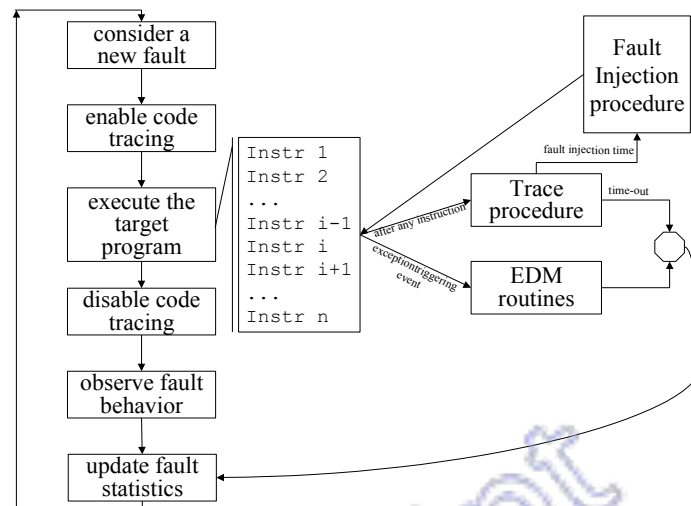 consider a
new fault
enable code
tracing
execute the
target
program
disable code
tracing
observe fault
behavior
update fault
statistics
Instr 1
Instr 2
...
Instr i-1
Instr i
Instr i+1
...
Instr n
after any instruction
exceptiontriggering
event
Fault
Injection
procedure
fault injection time
Trace
procedure
time-out
EDM
routines